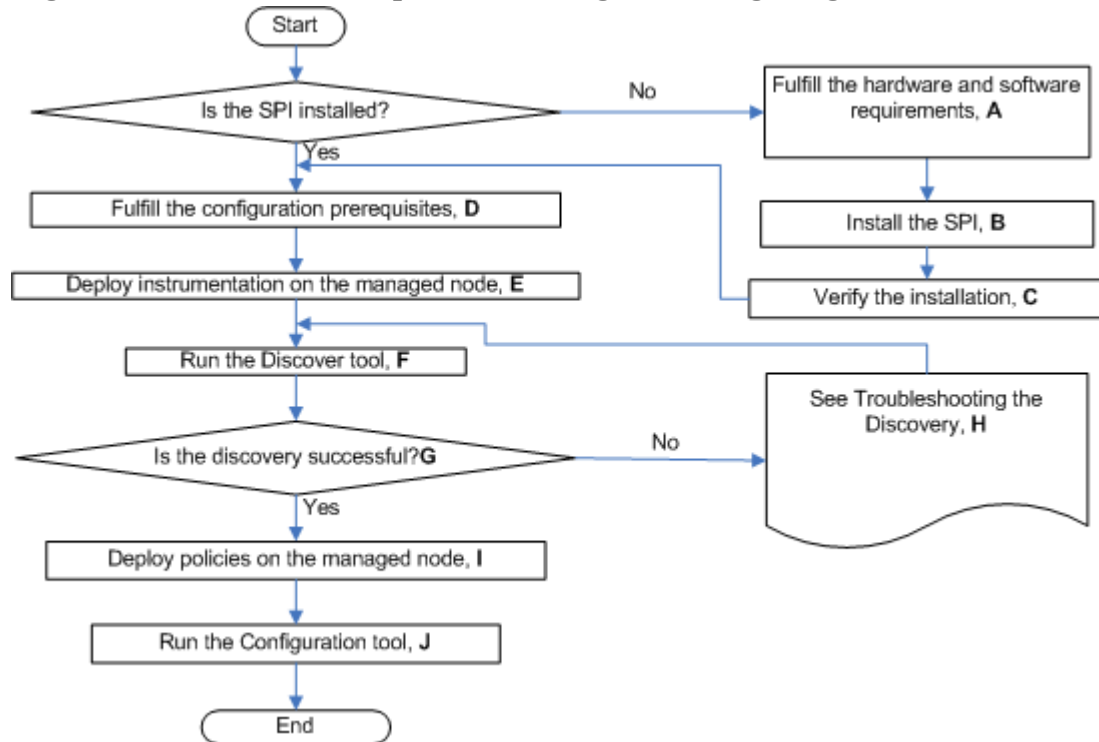 Start
Is the SPI installed?
No
Fulfill the hardware and software
requirements, A
Yes
Fulfill the configuration prerequisites, D
Install the SPI, B
Deploy instrumentation on the managed node, E
Verify the installation, C
Run the Discover tool, F
See Troubleshooting the
Discovery, H
Is the discovery successful?G
No
Yes
Deploy policies on the managed node, I
Run the Configuration tool, J
End